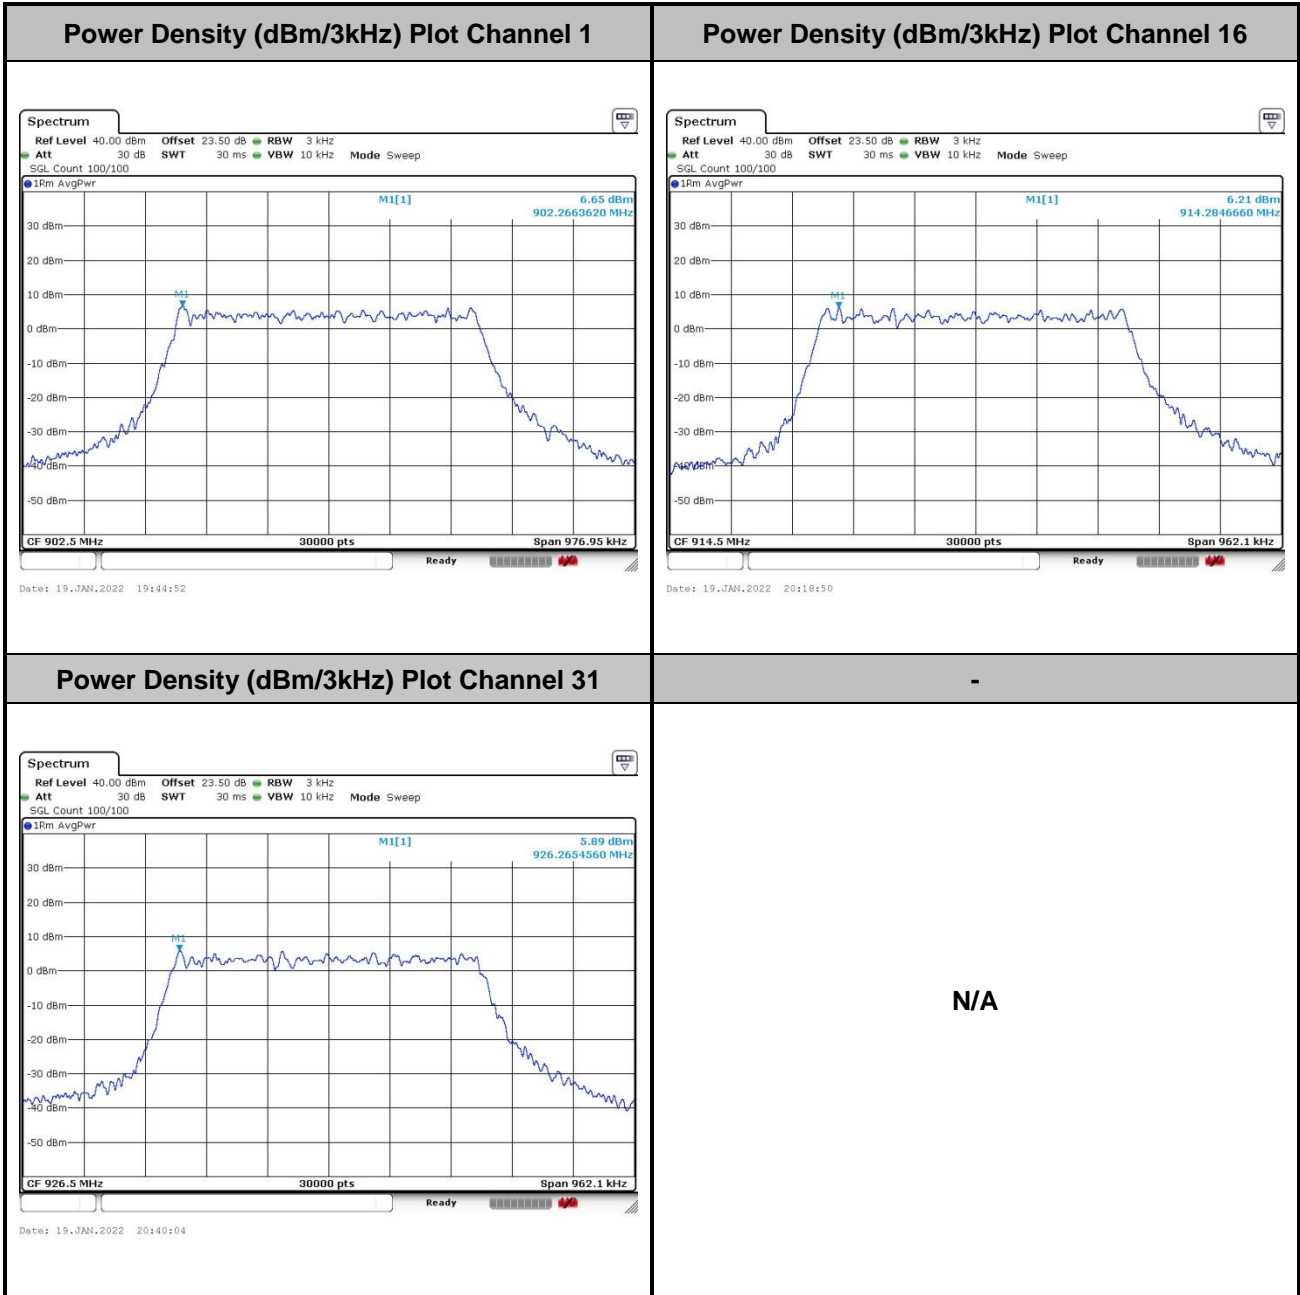 Power Density (dBm/3kHz) Plot Channel 1
Power Density (dBm/3kHz) Plot Channel 16
Spectrum
Ref Level 40.00 dBm Offset 23.50 dB RBW 3 kHz
Att 30 dB SWT 30 ms VBW 10 kHz Mode Sweep
SGL Count 100/100
1Rm AvgPwr
M1[1] 6.65 dBm
902.2663620 MHz
30 dBm
20 dBm
10 dBm
M1
0 dBm
-10 dBm
-20 dBm
-30 dBm
-40 dBm
-50 dBm
CF 902.5 MHz 30000 pts Span 976.95 kHz
Ready
Date: 19.JAN.2022 19:44:52
Spectrum
Ref Level 40.00 dBm Offset 23.50 dB RBW 3 kHz
Att 30 dB SWT 30 ms VBW 10 kHz Mode Sweep
SGL Count 100/100
1Rm AvgPwr
M1[1] 6.21 dBm
914.2846660 MHz
30 dBm
20 dBm
10 dBm
M1
0 dBm
-10 dBm
-20 dBm
-30 dBm
-40 dBm
-50 dBm
CF 914.5 MHz 30000 pts Span 962.1 kHz
Ready
Date: 19.JAN.2022 20:18:50
Power Density (dBm/3kHz) Plot Channel 31
-
Spectrum
Ref Level 40.00 dBm Offset 23.50 dB RBW 3 kHz
Att 30 dB SWT 30 ms VBW 10 kHz Mode Sweep
SGL Count 100/100
1Rm AvgPwr
M1[1] 5.89 dBm
926.2654560 MHz
30 dBm
20 dBm
10 dBm
M1
0 dBm
-10 dBm
-20 dBm
-30 dBm
-40 dBm
-50 dBm
CF 926.5 MHz 30000 pts Span 962.1 kHz
Ready
Date: 19.JAN.2022 20:40:04
N/A